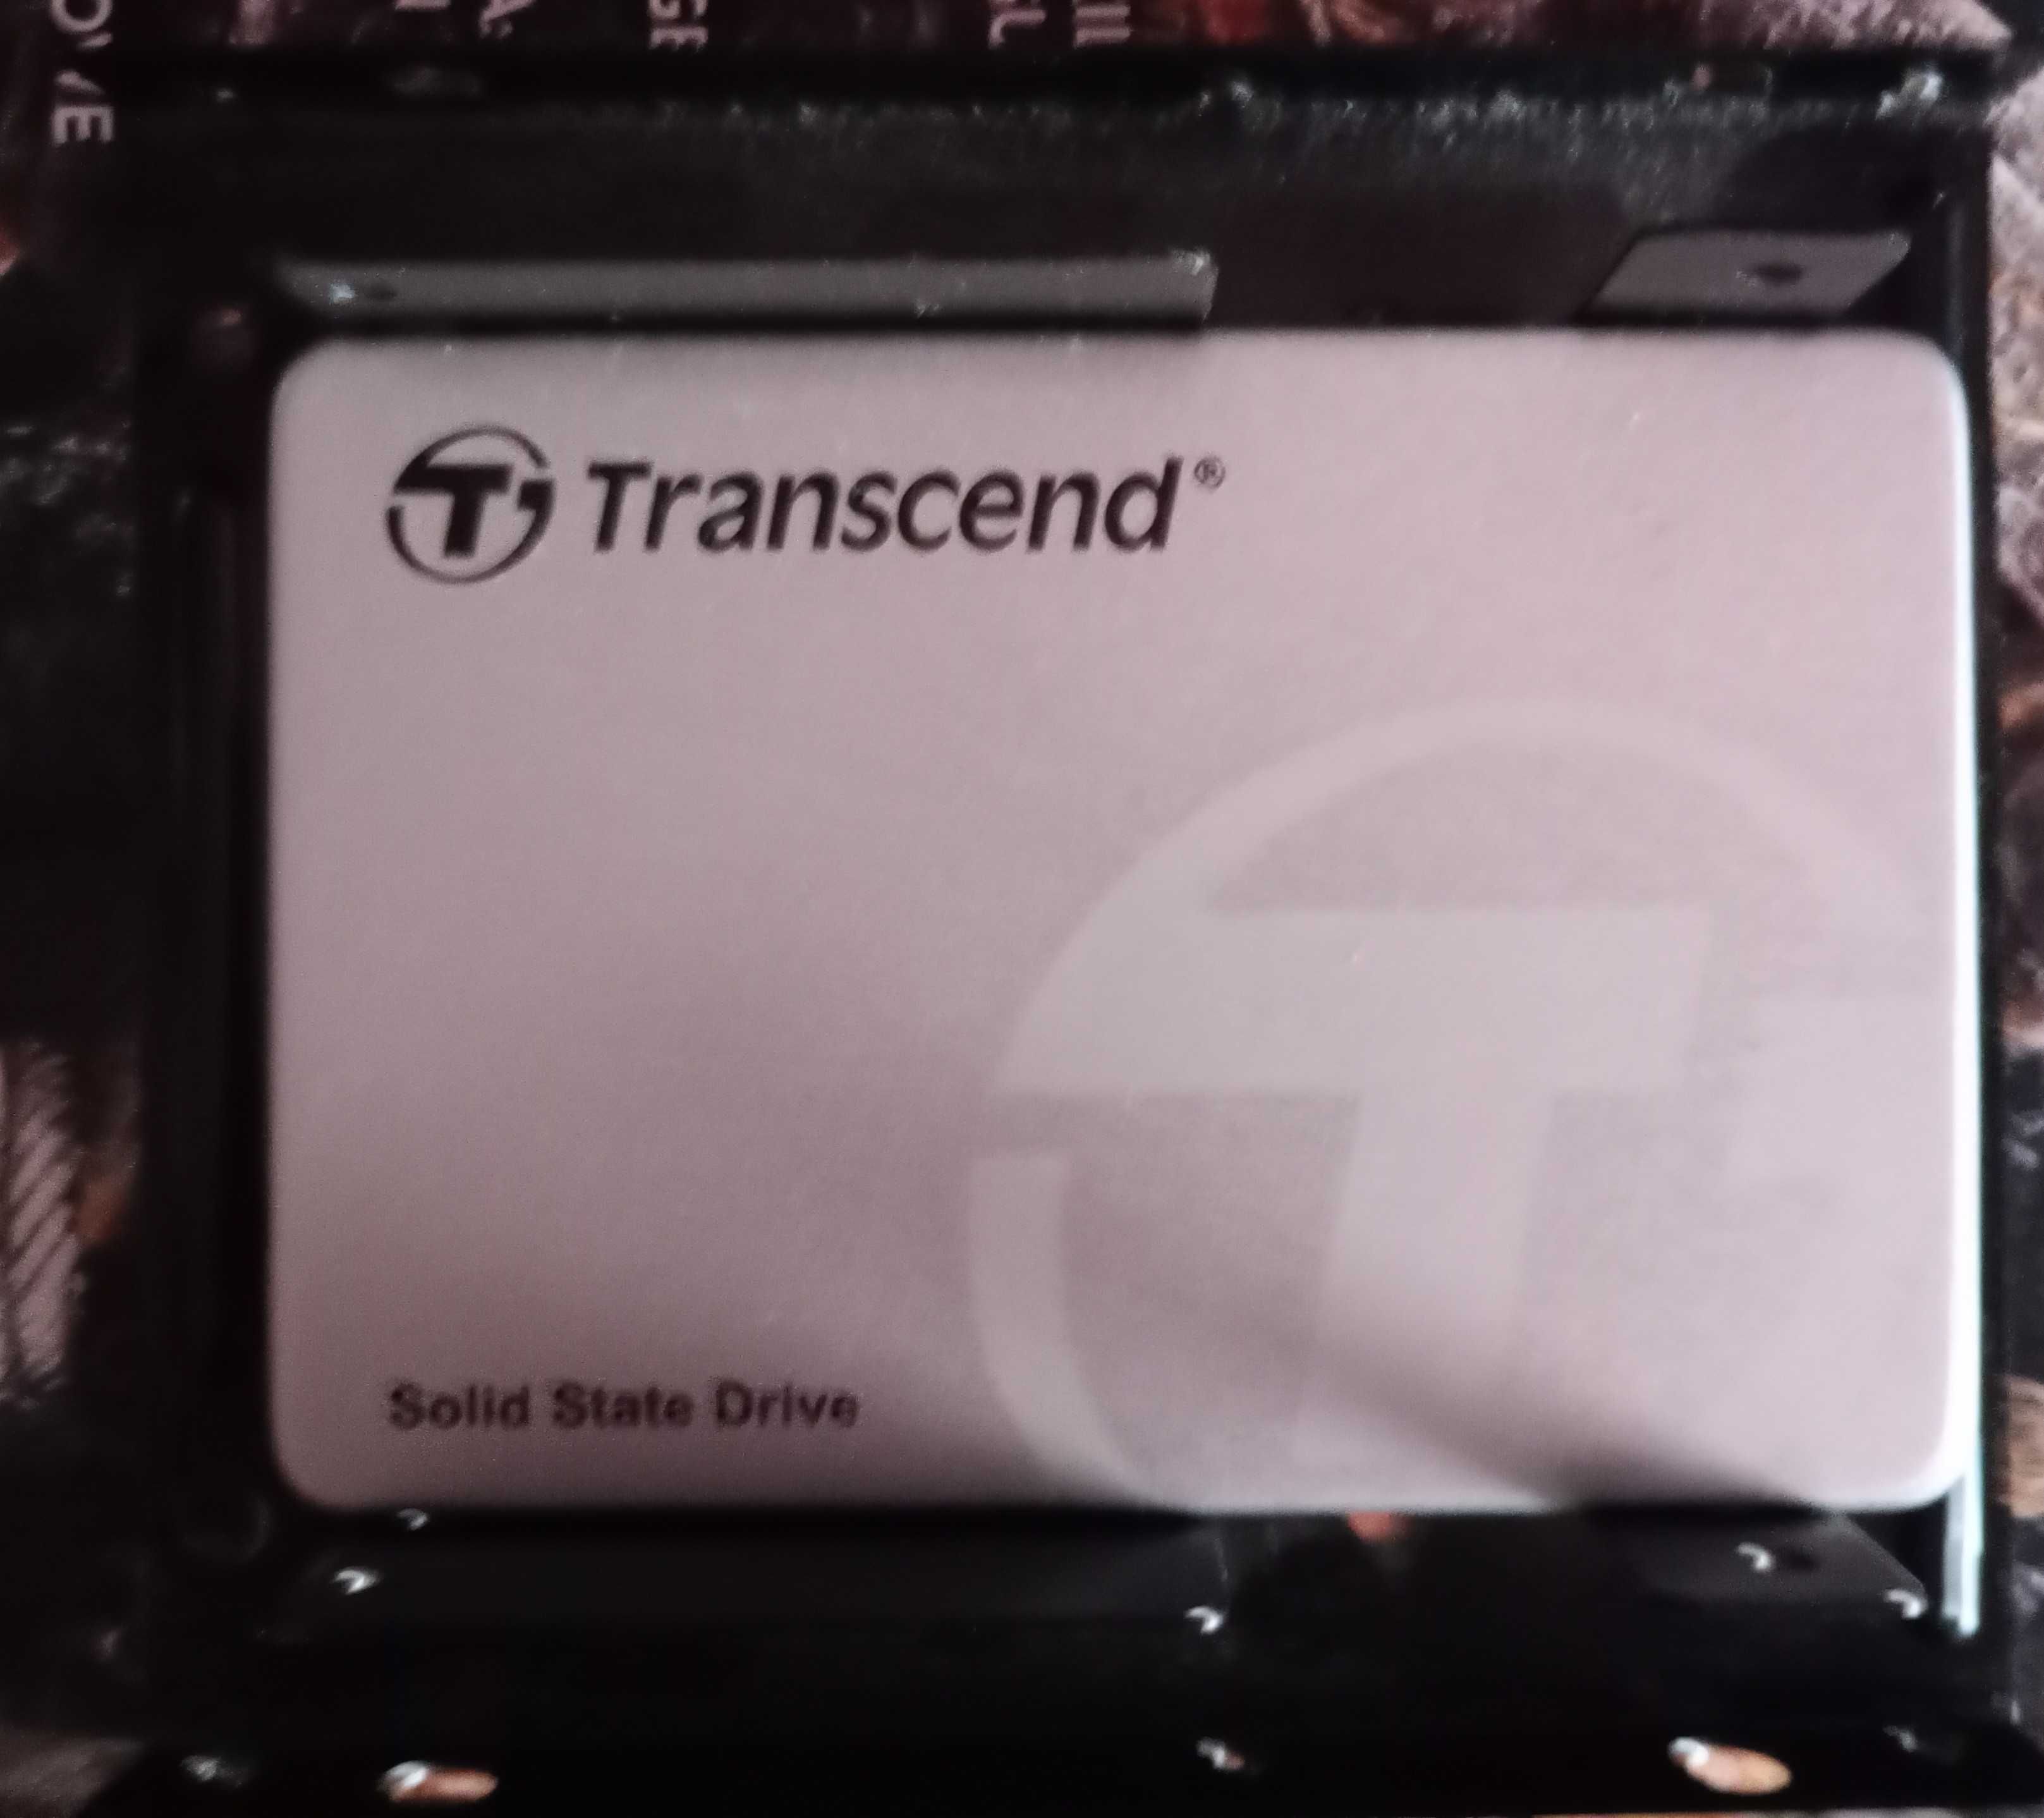 Transcend®
Solid State Drive